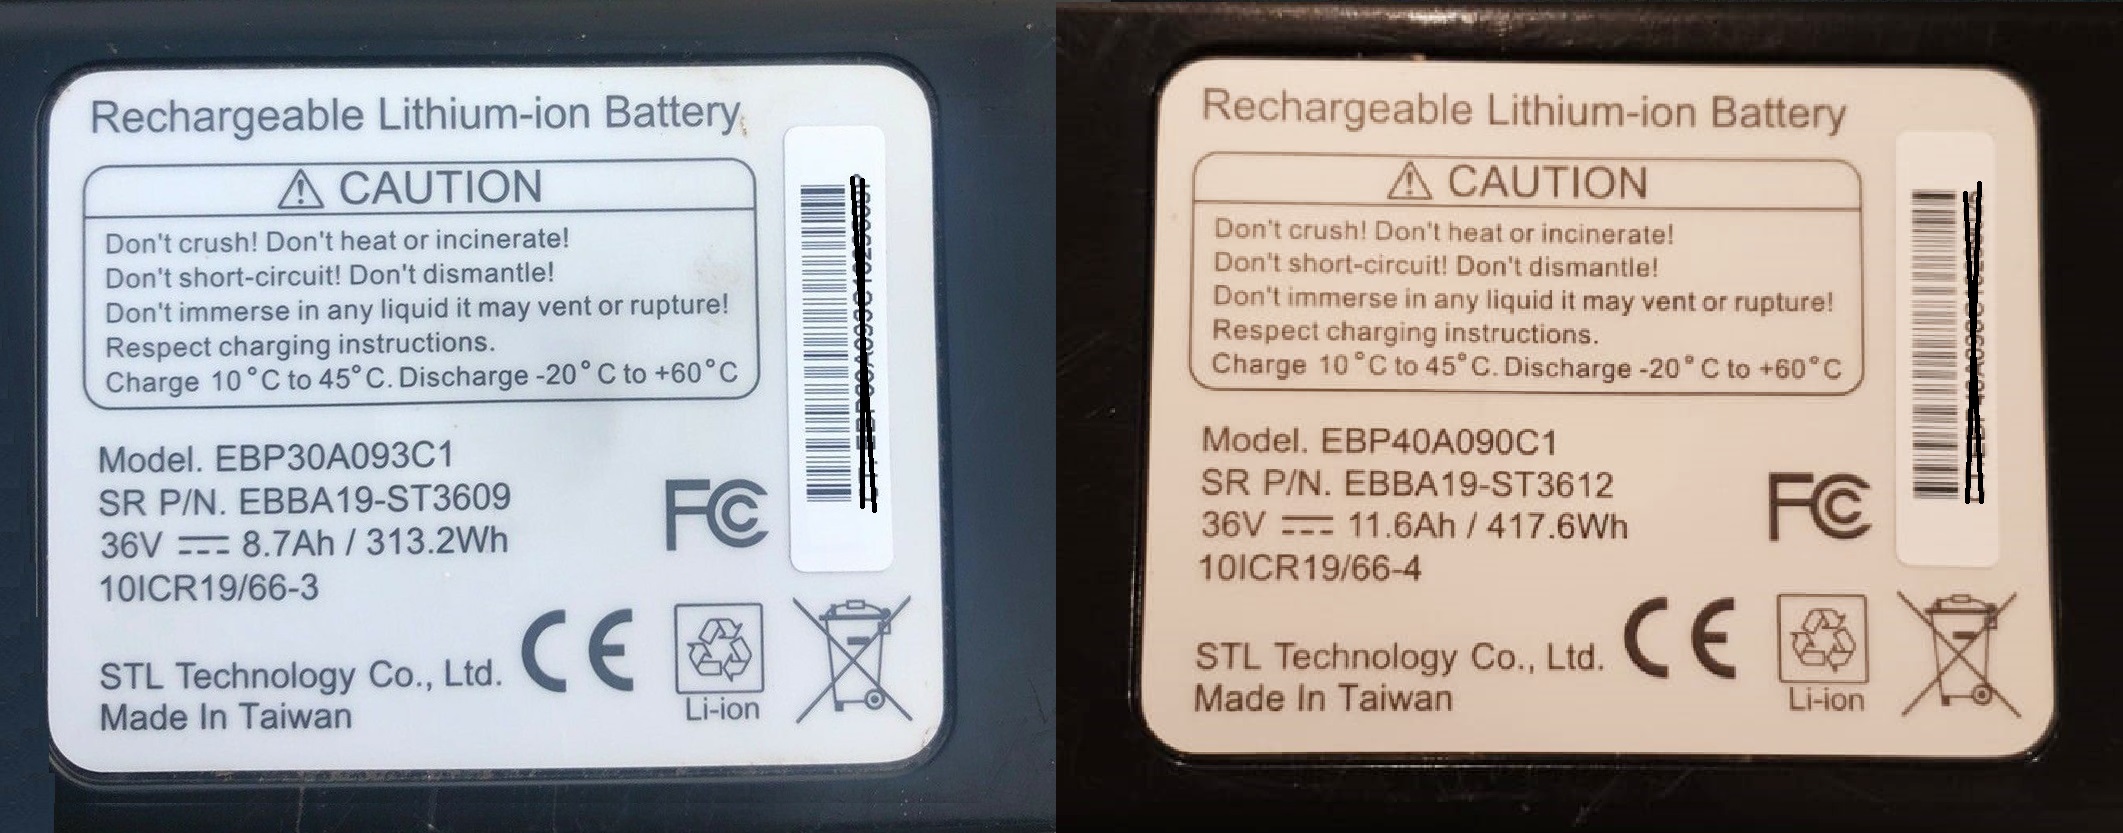 Rechargeable Lithium-ion Battery
CAUTION
Don't crush! Don't heat or incinerate!
Don't short-circuit! Don't dismantle!
Don't immerse in any liquid it may vent or rupture!
Respect charging instructions.
Charge 10°C to 45°C. Discharge -20°C to +60°C
Model. EBP30A093C1
SR P/N. EBBA19-ST3609
36V 8.7Ah / 313.2Wh
10ICR19/66-3
FC
CE
STL Technology Co., Ltd.
Made In Taiwan
Li-ion
Rechargeable Lithium-ion Battery
CAUTION
Don't crush! Don't heat or incinerate!
Don't short-circuit! Don't dismantle!
Don't immerse in any liquid it may vent or rupture!
Respect charging instructions.
Charge 10°C to 45°C. Discharge -20°C to +60°C
Model. EBP40A090C1
SR P/N. EBBA19-ST3612
36V 11.6Ah / 417.6Wh
10ICR19/66-4
FC
CE
STL Technology Co., Ltd.
Made In Taiwan
Li-ion